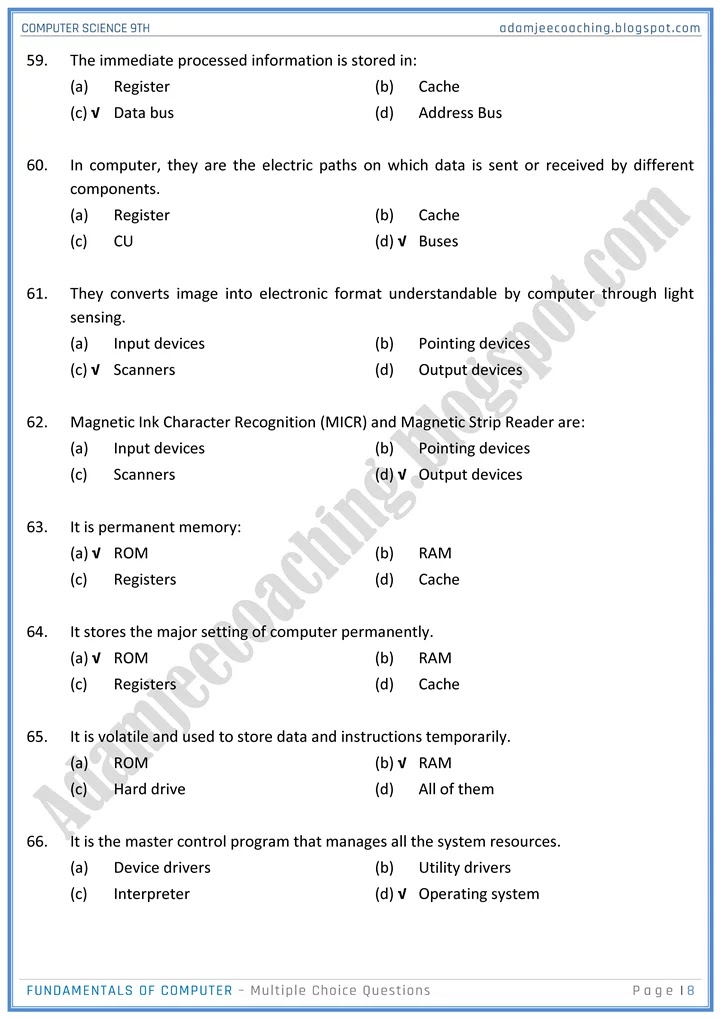 COMPUTER SCIENCE 9TH adamjeecoaching.blogspot.com
59. The immediate processed information is stored in:
(a) Register (b) Cache
(c) √ Data bus (d) Address Bus
60. In computer, they are the electric paths on which data is sent or received by different
components.
(a) Register (b) Cache
(c) CU (d) √ Buses
61. They converts image into electronic format understandable by computer through light
sensing.
(a) Input devices (b) Pointing devices
(c) √ Scanners (d) Output devices
62. Magnetic Ink Character Recognition (MICR) and Magnetic Strip Reader are:
(a) Input devices (b) Pointing devices
(c) Scanners (d) √ Output devices
63. It is permanent memory:
(a) √ ROM (b) RAM
(c) Registers (d) Cache
64. It stores the major setting of computer permanently.
(a) √ ROM (b) RAM
(c) Registers (d) Cache
65. It is volatile and used to store data and instructions temporarily.
(a) ROM (b) √ RAM
(c) Hard drive (d) All of them
66. It is the master control program that manages all the system resources.
(a) Device drivers (b) Utility drivers
(c) Interpreter (d) √ Operating system
Adamjeecoaching.blogspot.com
FUNDAMENTALS OF COMPUTER – Multiple Choice Questions Page | 8